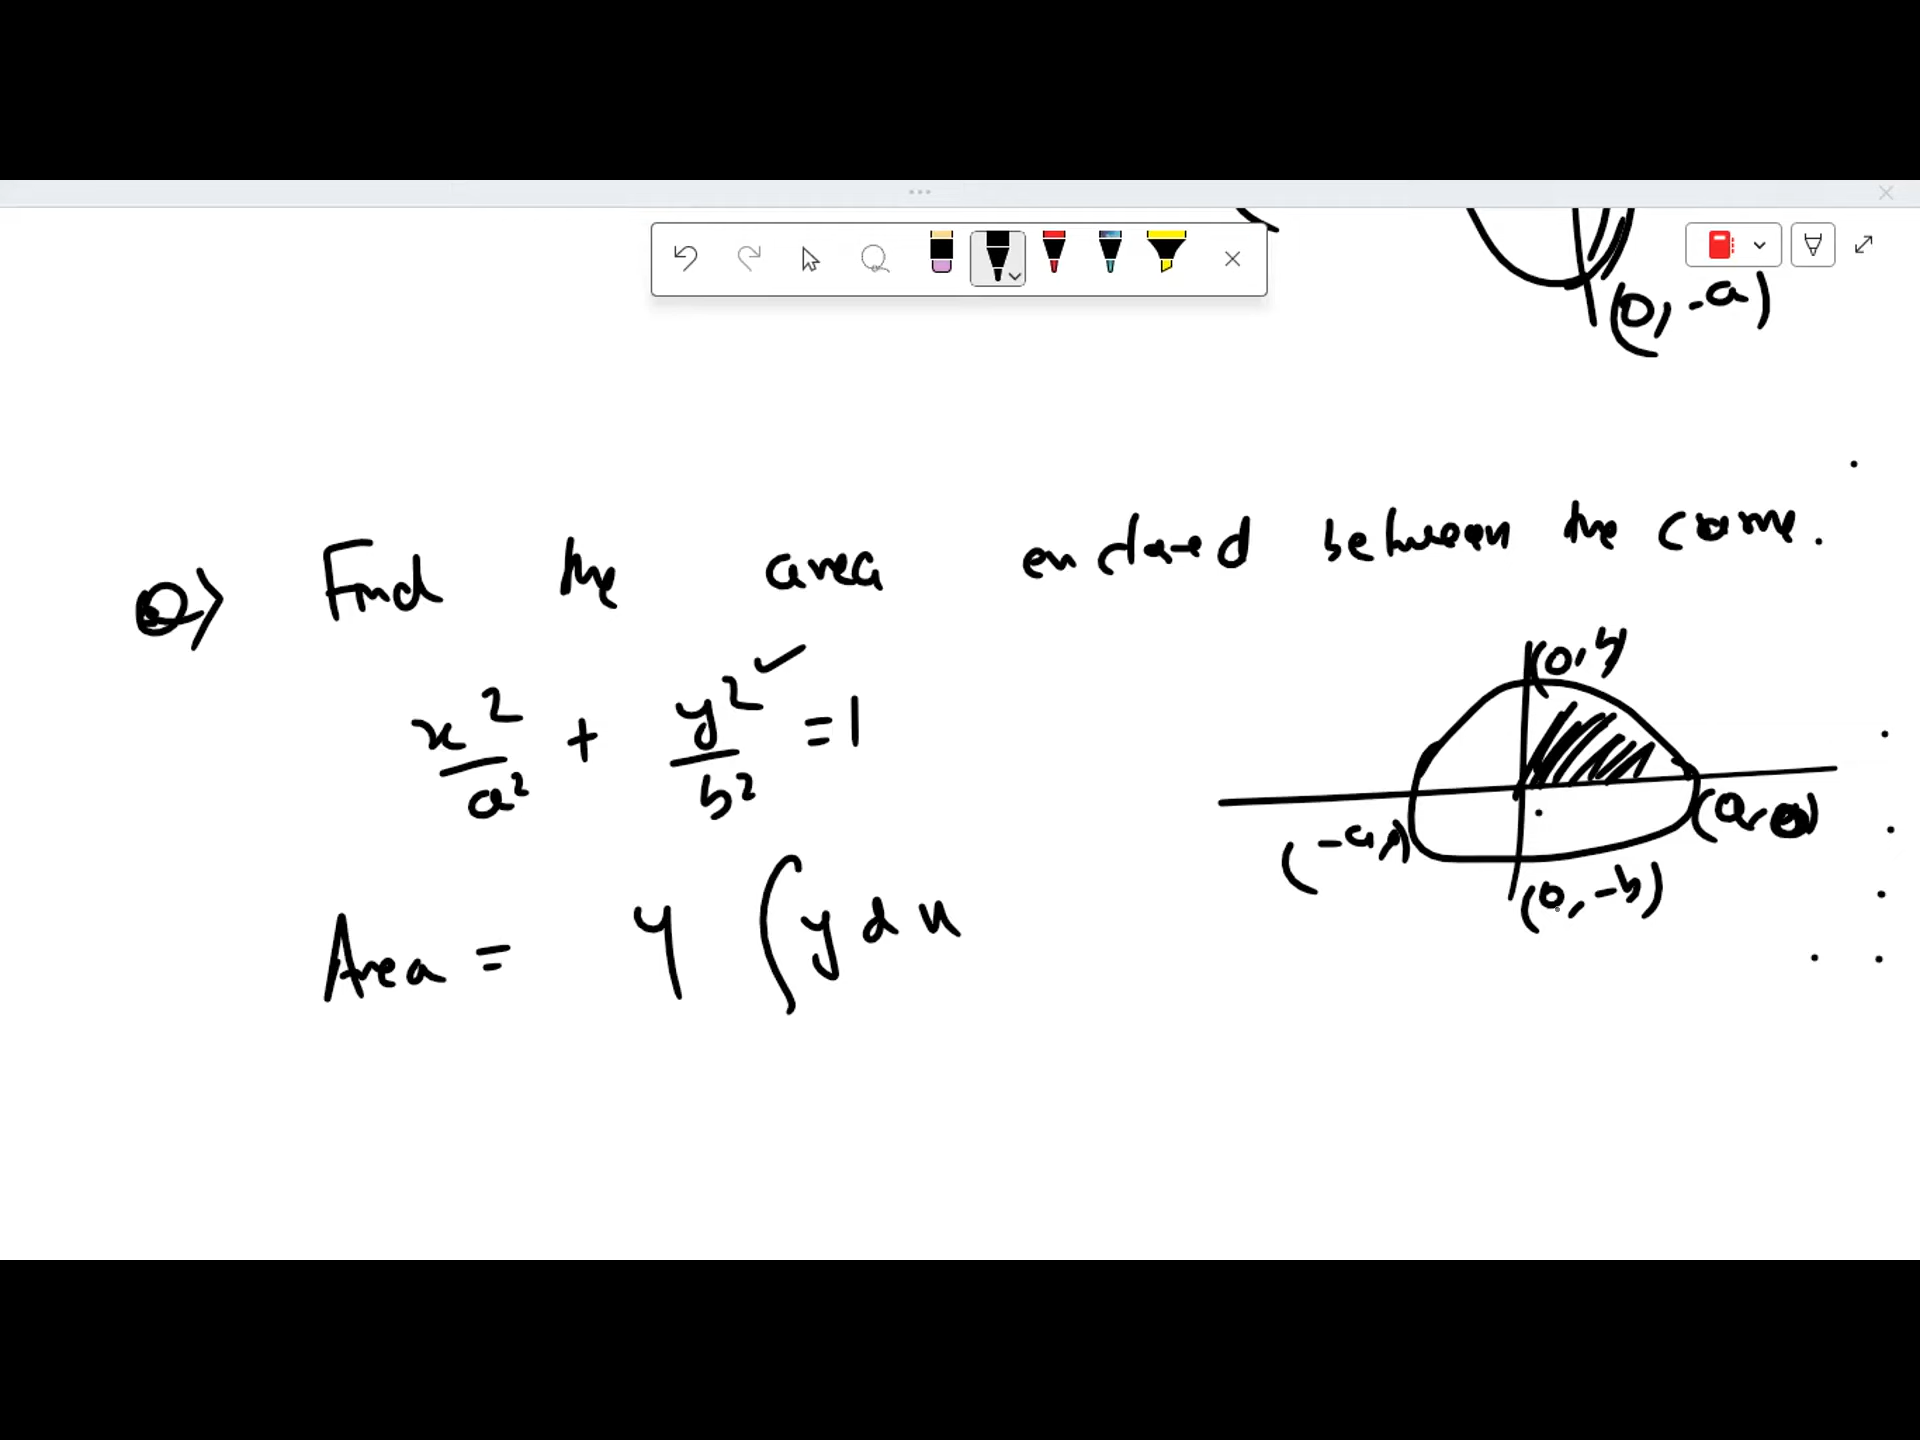 (0, -a)
Q) Find the area enclosed between the curve.
x²/a² + y²/b² = 1
(0, b)
(-a, 0)
(a, 0)
(0, -b)
Area = 4 ∫ y dx